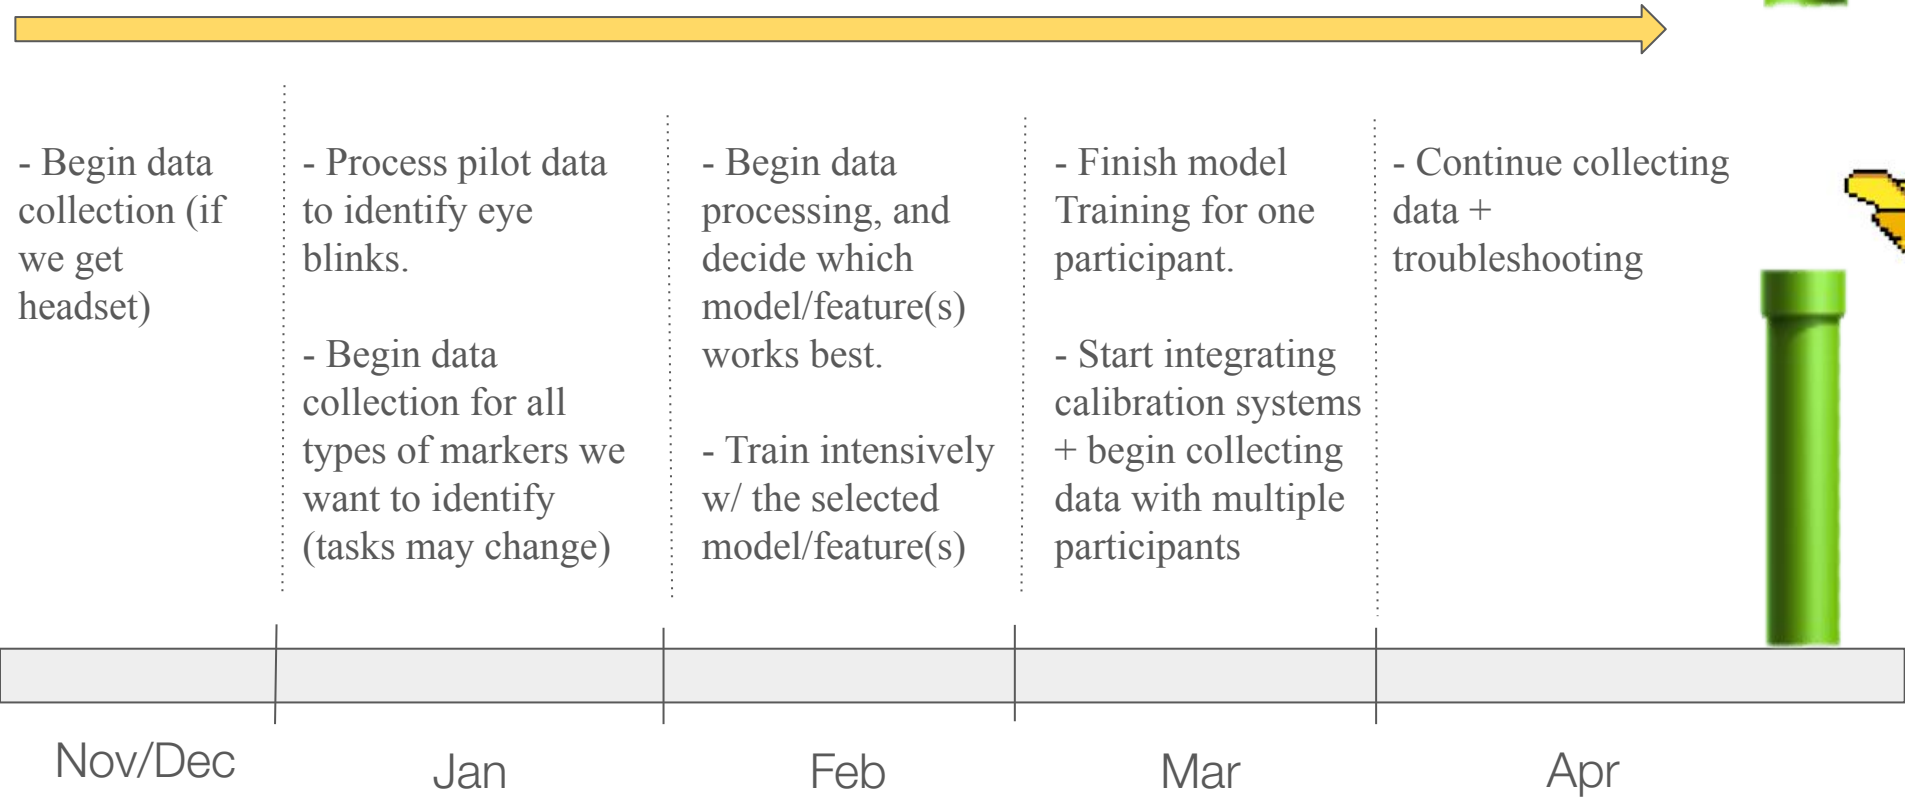 - Begin data
collection (if
we get
headset)
- Process pilot data
to identify eye
blinks.
- Begin data
collection for all
types of markers we
want to identify
(tasks may change)
- Begin data
processing, and
decide which
model/feature(s)
works best.
- Train intensively
w/ the selected
model/feature(s)
- Finish model
Training for one
participant.
- Start integrating
calibration systems
+ begin collecting
data with multiple
participants
- Continue collecting
data +
troubleshooting
Nov/Dec
Jan
Feb
Mar
Apr